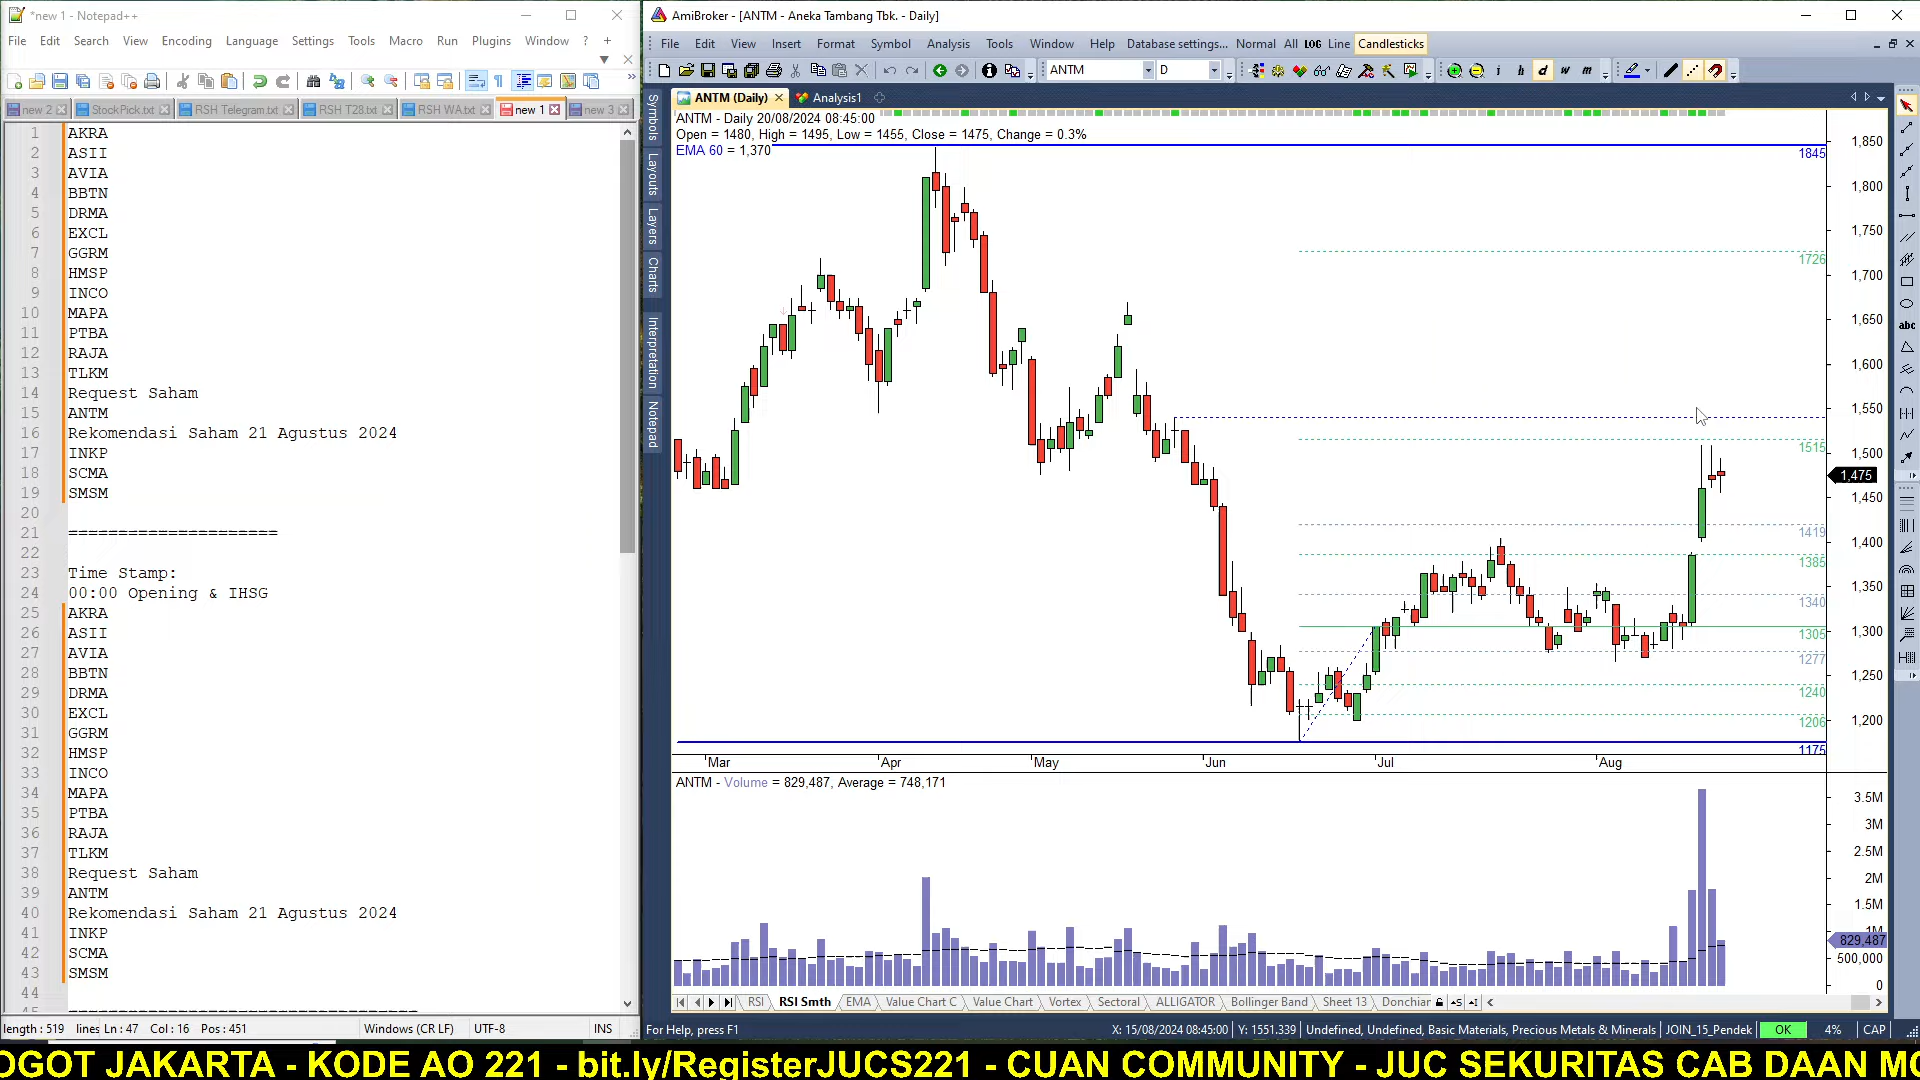 *new 1 - Notepad++
File Edit Search View Encoding Language Settings Tools Macro Run Plugins Window ? +
new 2 StockPick.txt RSH Telegram.txt RSH T28.txt RSH WA.txt new 1 new 3
1 AKRA
2 ASII
3 AVIA
4 BBTN
5 DRMA
6 EXCL
7 GGRM
8 HMSP
9 INCO
10 MAPA
11 PTBA
12 RAJA
13 TLKM
14 Request Saham
15 ANTM
16 Rekomendasi Saham 21 Agustus 2024
17 INKP
18 SCMA
19 SMSM
20
21 =====================
22
23 Time Stamp:
24 00:00 Opening & IHSG
25 AKRA
26 ASII
27 AVIA
28 BBTN
29 DRMA
30 EXCL
31 GGRM
32 HMSP
33 INCO
34 MAPA
35 PTBA
36 RAJA
37 TLKM
38 Request Saham
39 ANTM
40 Rekomendasi Saham 21 Agustus 2024
41 INKP
42 SCMA
43 SMSM
44
length : 519 lines Ln : 47 Col : 16 Pos : 451 Windows (CR LF) UTF-8 INS
AmiBroker - [ANTM - Aneka Tambang Tbk. - Daily]
File Edit View Insert Format Symbol Analysis Tools Window Help Database settings... Normal All LOG Line Candlesticks
ANTM D i h d w m
ANTM (Daily) Analysis1
Symbols
Layouts
Layers
Charts
Interpretation
Notepad
ANTM - Daily 20/08/2024 08:45:00
Open = 1480, High = 1495, Low = 1455, Close = 1475, Change = 0.3%
EMA 60 = 1,370
1845
1726
1515
1419
1385
1340
1305
1277
1240
1206
1175
1,850
1,800
1,750
1,700
1,650
1,600
1,550
1,500
1,475
1,450
1,400
1,350
1,300
1,250
1,200
Mar Apr May Jun Jul Aug
ANTM - Volume = 829,487, Average = 748,171
3.5M
3M
2.5M
2M
1.5M
1M
829,487
500,000
0
abc
RSI RSI Smth EMA Value Chart C Value Chart Vortex Sectoral ALLIGATOR Bollinger Band Sheet 13 Donchian
For Help, press F1 X: 15/08/2024 08:45:00 Y: 1551.339 Undefined, Undefined, Basic Materials, Precious Metals & Minerals JOIN_15_Pendek OK 4% CAP
OGOT JAKARTA - KODE AO 221 - bit.ly/RegisterJUCS221 - CUAN COMMUNITY - JUC SEKURITAS CAB DAAN MO